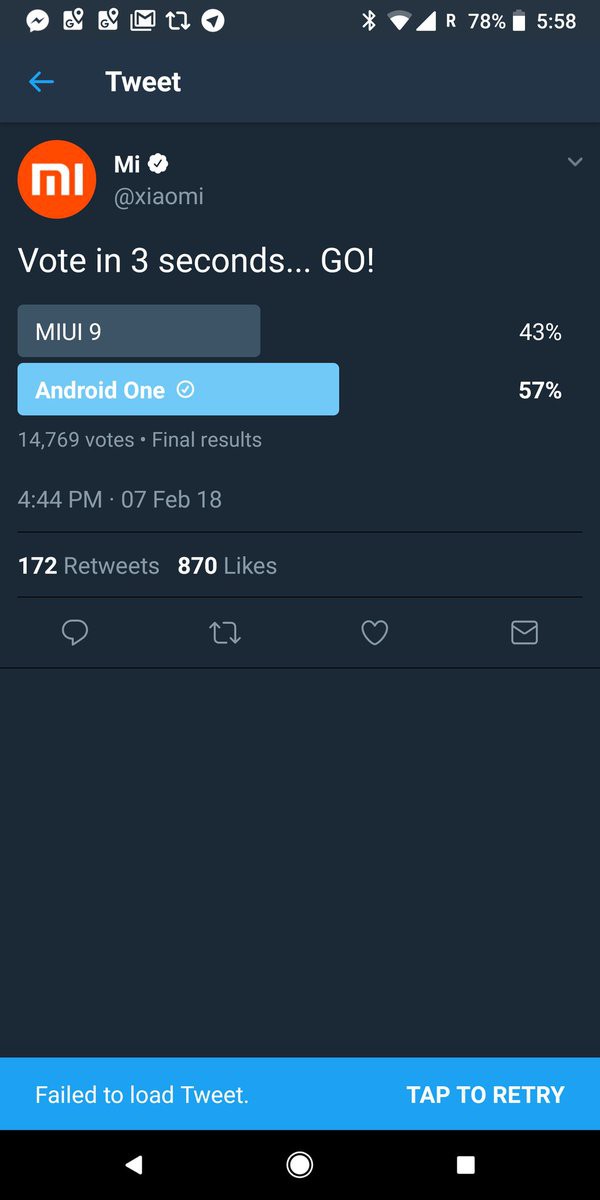 R 78% 5:58
Tweet
mi
Mi
@xiaomi
Vote in 3 seconds... GO!
MIUI 9 43%
Android One 57%
14,769 votes • Final results
4:44 PM · 07 Feb 18
172 Retweets 870 Likes
Failed to load Tweet. TAP TO RETRY